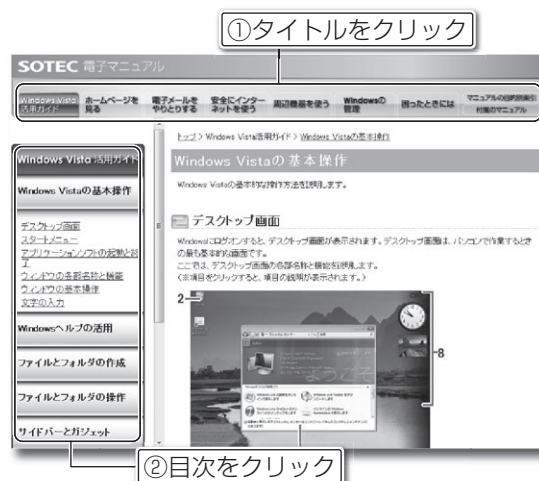 ①タイトルをクリック
SOTEC 電子マニュアル
Windows Vista
活用ガイド
ホームページを
見る
電子メールを
やりとりする
安全にインター
ネットを使う
周辺機器を使う
Windowsの
管理
困ったときには
マニュアルの目的別索引
付属のマニュアル
トップ > Windows Vista活用ガイド > Windows Vistaの基本操作
Windows Vista 活用ガイド
Windows Vistaの基本操作
デスクトップ画面
スタートメニュー
アプリケーションソフトの起動と終
了
ウィンドウの各部名称と機能
ウィンドウの基本操作
文字の入力
Windowsヘルプの活用
ファイルとフォルダの作成
ファイルとフォルダの操作
サイドバーとガジェット
Windows Vistaの基本操作
Windows Vistaの基本的な操作方法を説明します。
デスクトップ画面
Windowsにログオンすると、デスクトップ画面が表示されます。デスクトップ画面は、パソコンで作業するとき
の最も基本的な画面です。
ここでは、デスクトップ画面の各部名称と機能を説明します。
(※項目をクリックすると、項目の説明が表示されます。)
2
8
ようこそ
②目次をクリック